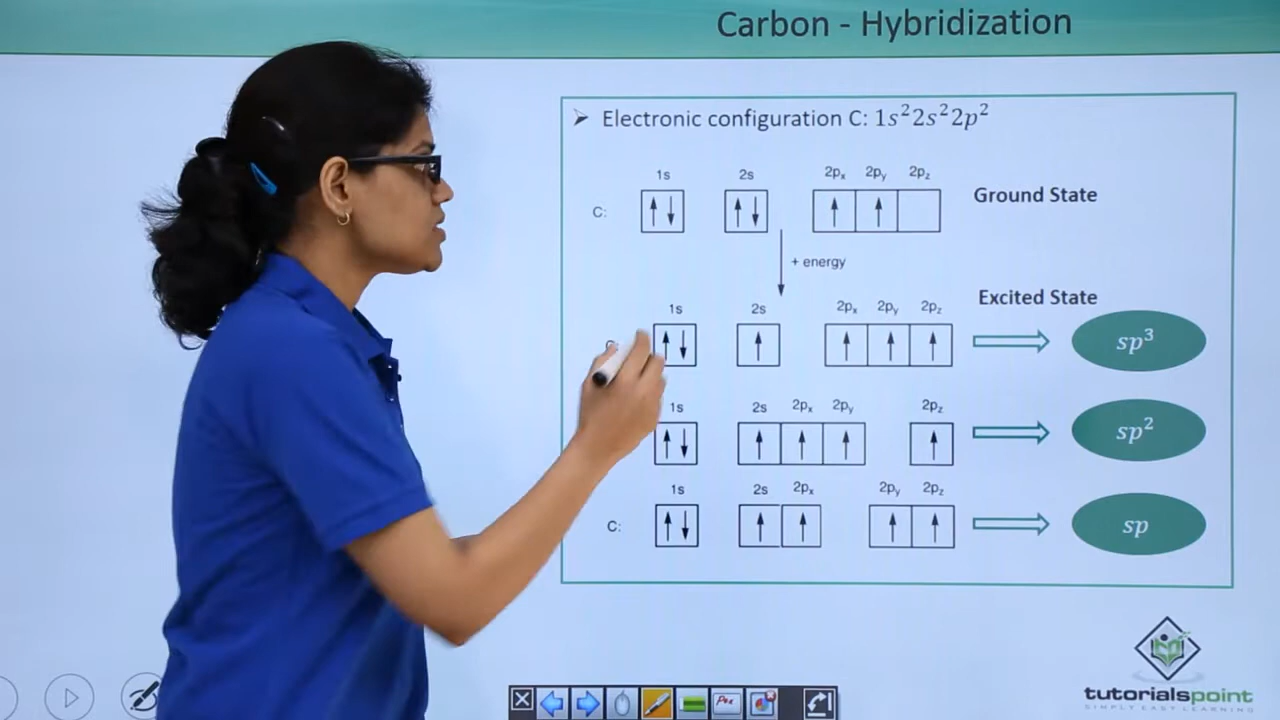 Carbon - Hybridization
➢ Electronic configuration C: 1s²2s²2p²
1s 2s 2pₓ 2pᵧ 2p_z
C: Ground State
+ energy
Excited State
1s 2s 2pₓ 2pᵧ 2p_z
sp³
1s 2s 2pₓ 2pᵧ 2p_z
sp²
1s 2s 2pₓ 2pᵧ 2p_z
C: sp
Pen
tutorialspoint
SIMPLY EASY LEARNING